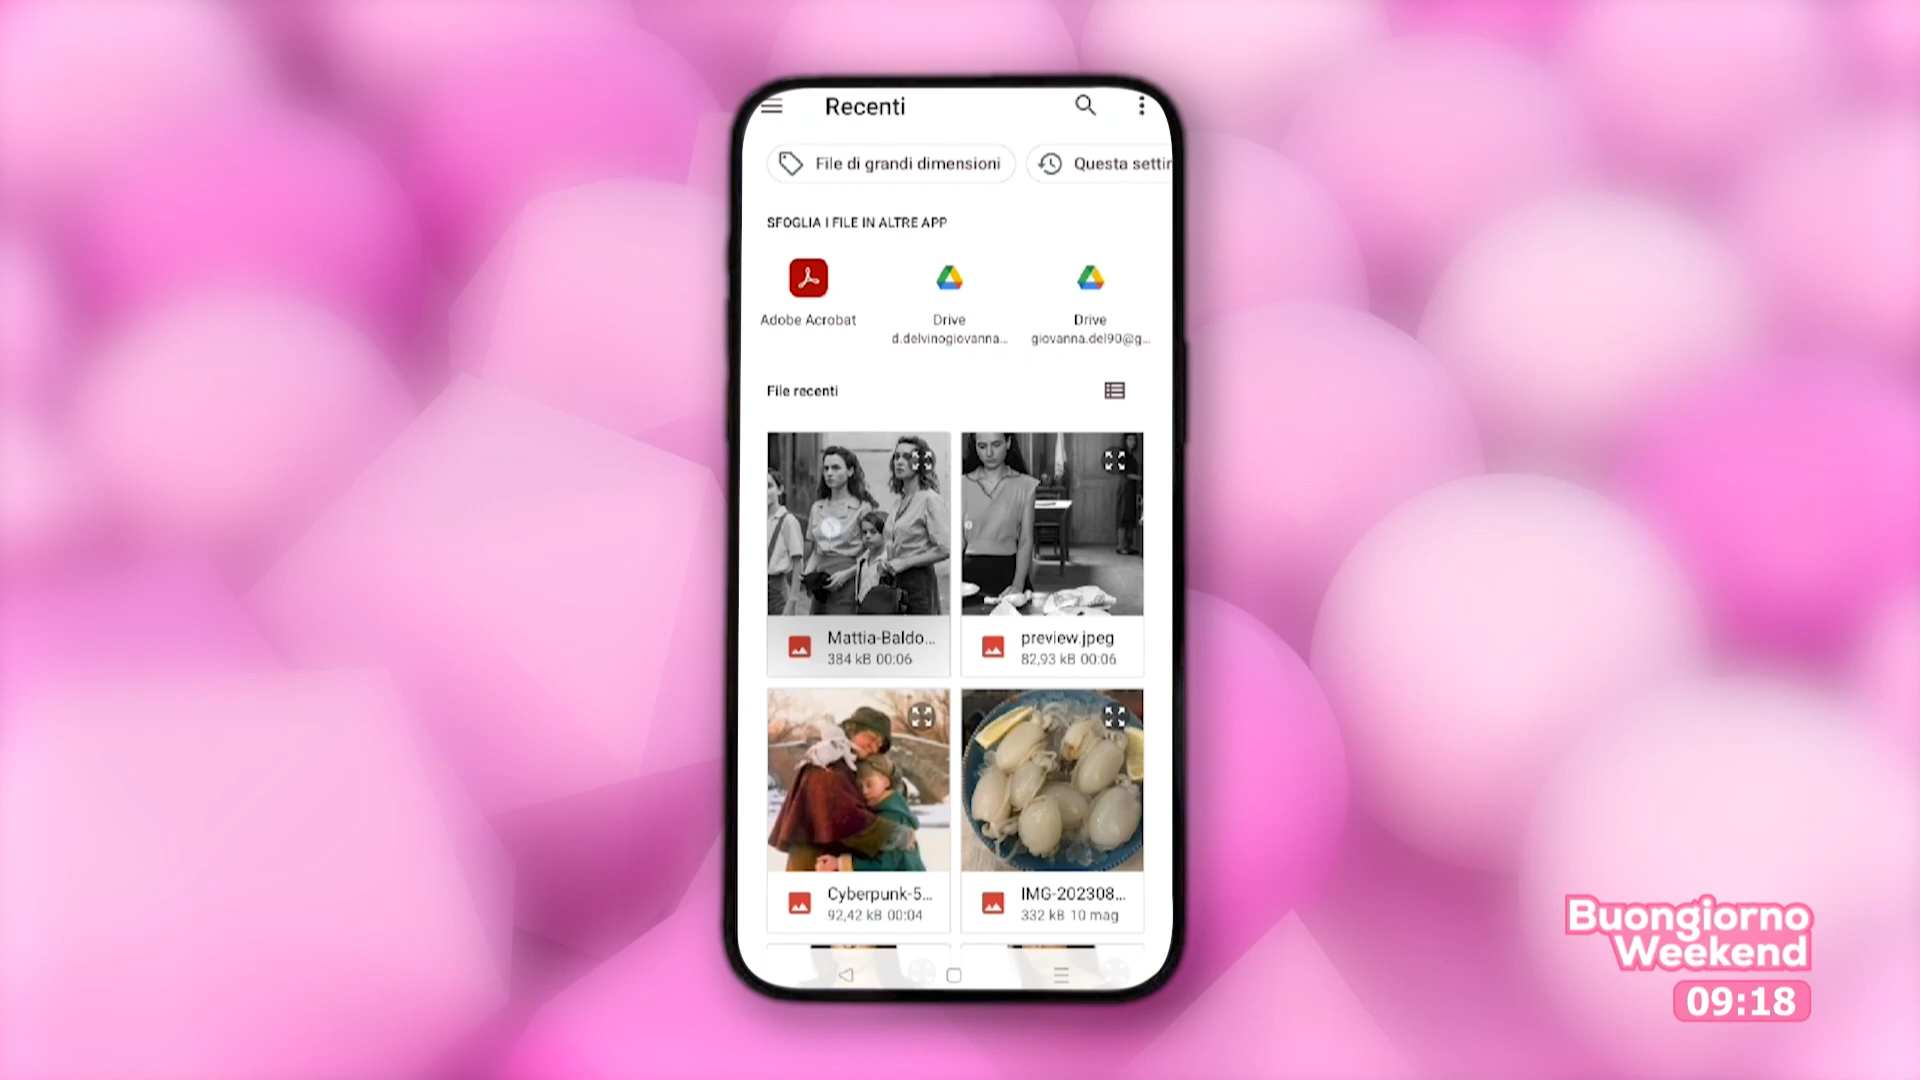 Recenti
File di grandi dimensioni
Questa settir
SFOGLIA I FILE IN ALTRE APP
Adobe Acrobat
Drive
d.delvinogiovanna...
Drive
giovanna.del90@g...
File recenti
Mattia-Baldo...
384 kB 00:06
preview.jpeg
82,93 kB 00:06
Cyberpunk-5...
92,42 kB 00:04
IMG-202308...
332 kB 10 mag
Buongiorno
Weekend
09:18